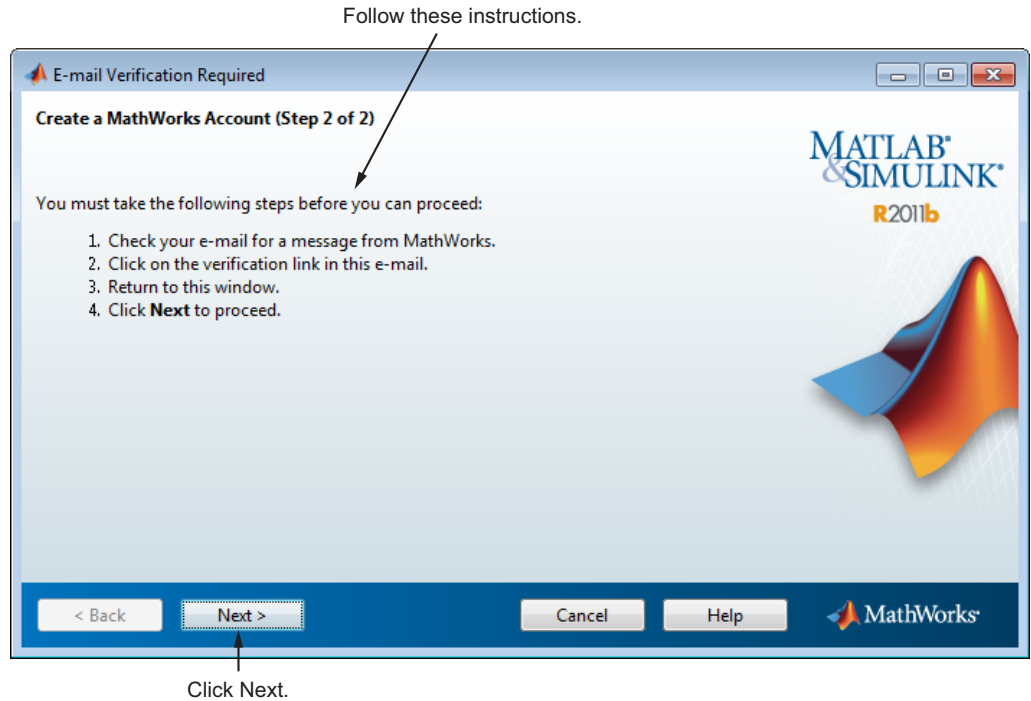 Follow these instructions.
E-mail Verification Required
Create a MathWorks Account (Step 2 of 2)
MATLAB®
&SIMULINK®
R2011b
You must take the following steps before you can proceed:
1. Check your e-mail for a message from MathWorks.
2. Click on the verification link in this e-mail.
3. Return to this window.
4. Click Next to proceed.
< Back Next > Cancel Help MathWorks®
Click Next.